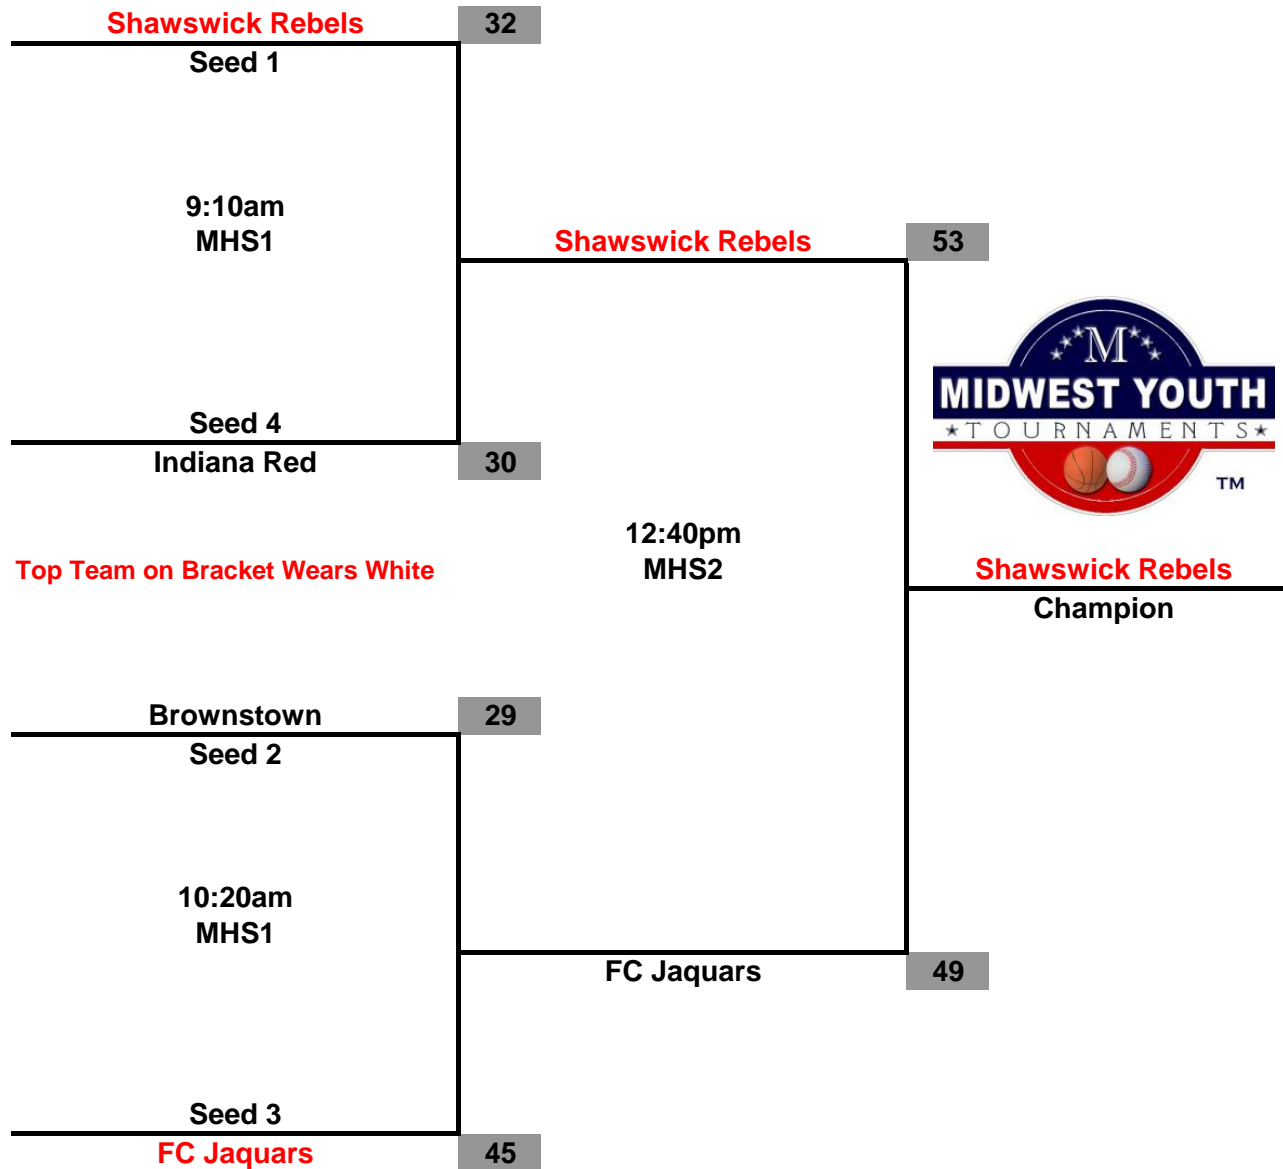 Shawswick Rebels 32
Seed 1
9:10am
MHS1
Shawswick Rebels 53
Seed 4
Indiana Red 30
M
MIDWEST YOUTH
★TOURNAMENTS★
TM
12:40pm
MHS2
Top Team on Bracket Wears White
Shawswick Rebels
Champion
Brownstown 29
Seed 2
10:20am
MHS1
FC Jaquars 49
Seed 3
FC Jaquars 45